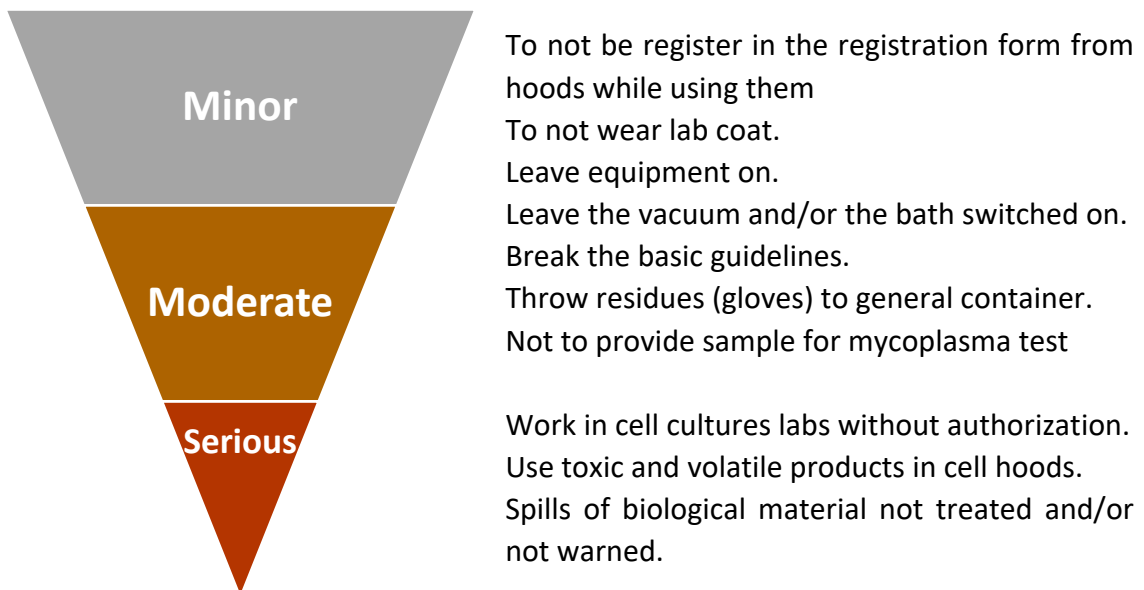 Minor
To not be register in the registration form from
hoods while using them
To not wear lab coat.
Leave equipment on.
Leave the vacuum and/or the bath switched on.
Moderate
Break the basic guidelines.
Throw residues (gloves) to general container.
Not to provide sample for mycoplasma test
Serious
Work in cell cultures labs without authorization.
Use toxic and volatile products in cell hoods.
Spills of biological material not treated and/or
not warned.